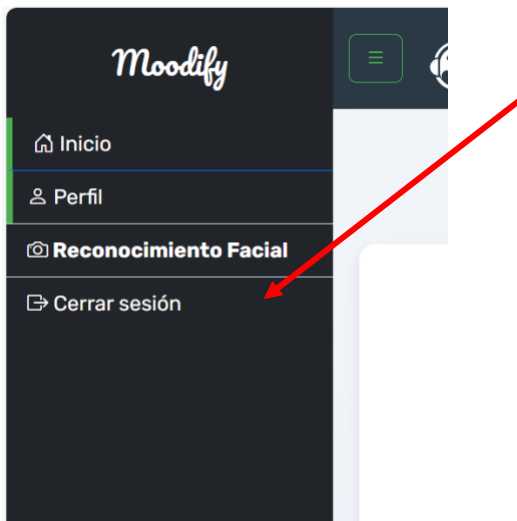 Moodify
Inicio
Perfil
Reconocimiento Facial
Cerrar sesión